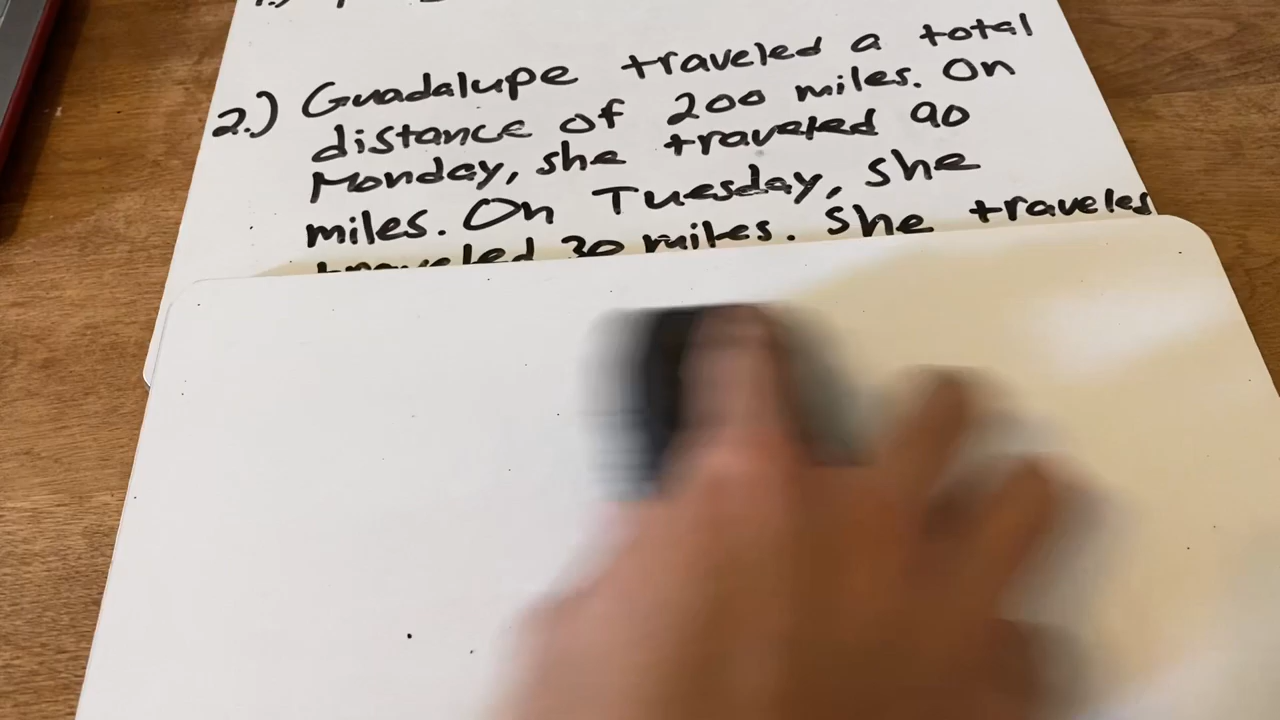 2.) Guadalupe traveled a total
distance of 200 miles. On
Monday, she traveled 90
miles. On Tuesday, she
traveled 30 miles. She traveled